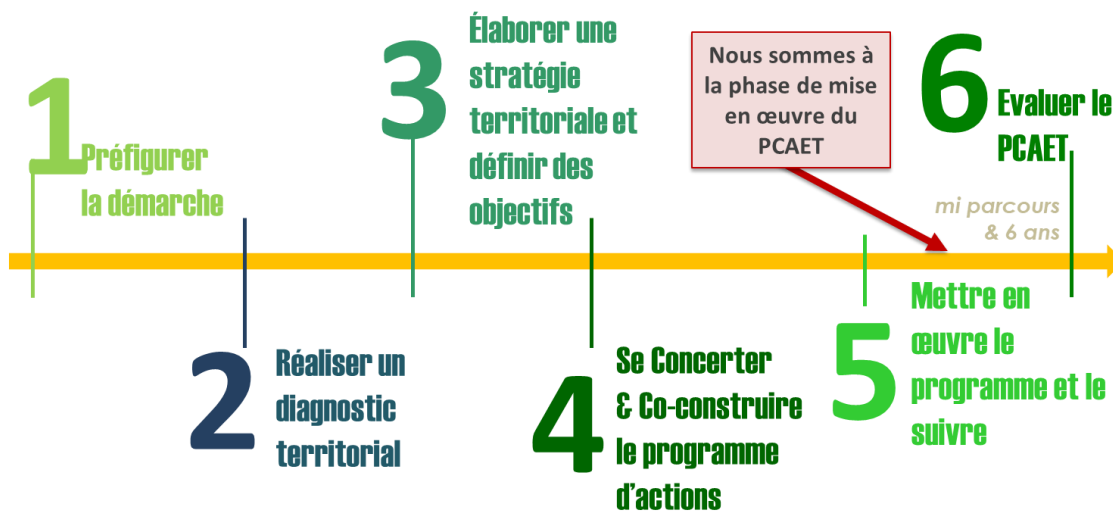 1
Préfigurer
la démarche
2
Réaliser un
diagnostic
territorial
3
Élaborer une
stratégie
territoriale et
définir des
objectifs
4
Se Concerter
& Co-construire
le programme
d'actions
Nous sommes à
la phase de mise
en œuvre du
PCAET
5
Mettre en
œuvre le
programme et le
suivre
6
Evaluer le
PCAET
mi parcours
& 6 ans